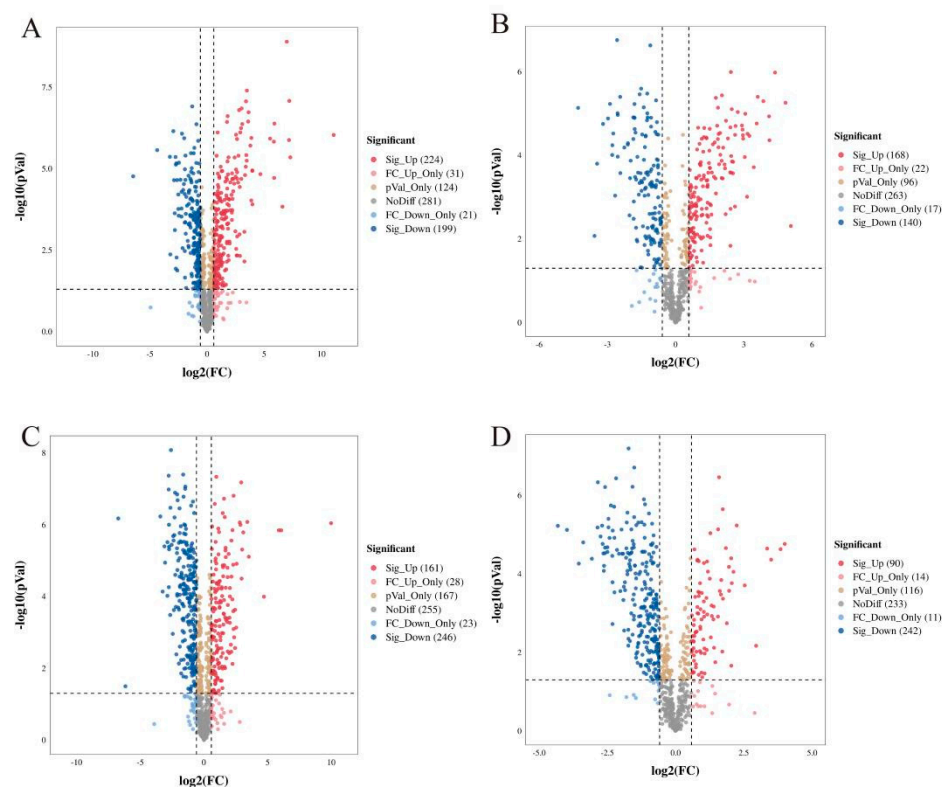 A
-log10(pVal)
7.5
5.0
2.5
0.0
-10
-5
0
5
10
log2(FC)
Significant
Sig_Up (224)
FC_Up_Only (31)
pVal_Only (124)
NoDiff (281)
FC_Down_Only (21)
Sig_Down (199)
B
-log10(pVal)
6
4
2
0
-6
-3
0
3
6
log2(FC)
Significant
Sig_Up (168)
FC_Up_Only (22)
pVal_Only (96)
NoDiff (263)
FC_Down_Only (17)
Sig_Down (140)
C
-log10(pVal)
8
6
4
2
0
-10
-5
0
5
10
log2(FC)
Significant
Sig_Up (161)
FC_Up_Only (28)
pVal_Only (167)
NoDiff (255)
FC_Down_Only (23)
Sig_Down (246)
D
-log10(pVal)
6
4
2
0
-5.0
-2.5
0.0
2.5
5.0
log2(FC)
Significant
Sig_Up (90)
FC_Up_Only (14)
pVal_Only (116)
NoDiff (233)
FC_Down_Only (11)
Sig_Down (242)